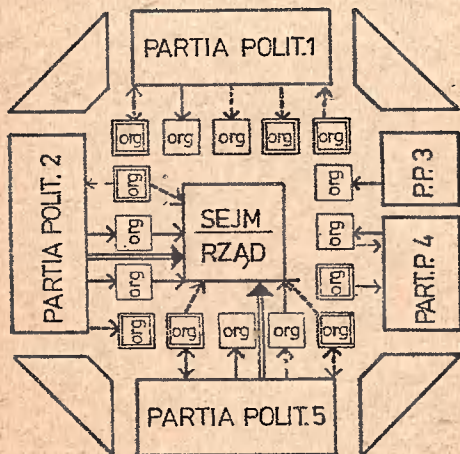 PARTIA POLIT.1
org org org org org
PARTIA POLIT. 2
org
org
org
SEJM
RZĄD
org
org
org
P.P. 3
PART.P. 4
org org org org org
PARTIA POLIT.5